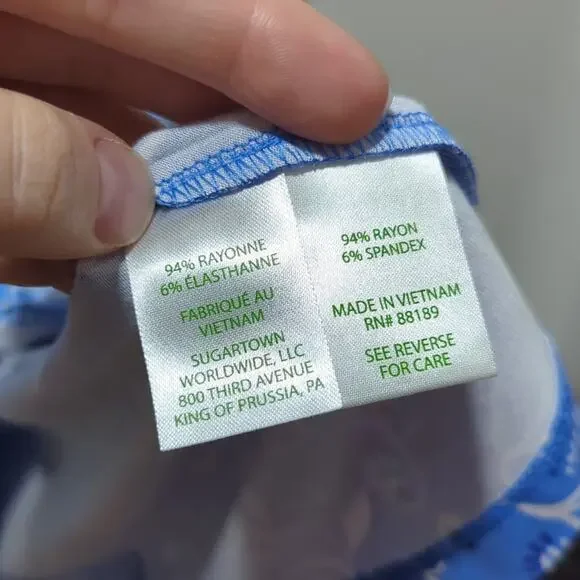 94% RAYONNE
6% ÉLASTHANNE
FABRIQUÉ AU
VIETNAM
SUGARTOWN
WORLDWIDE, LLC
800 THIRD AVENUE
KING OF PRUSSIA, PA
94% RAYON
6% SPANDEX
MADE IN VIETNAM
RN# 88189
SEE REVERSE
FOR CARE